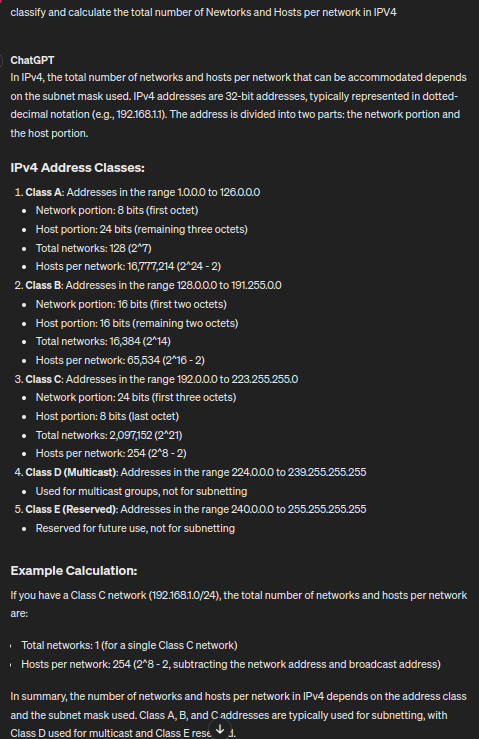 classify and calculate the total number of Newtorks and Hosts per network in IPV4
ChatGPT
In IPv4, the total number of networks and hosts per network that can be accommodated depends
on the subnet mask used. IPv4 addresses are 32-bit addresses, typically represented in dotted-
decimal notation (e.g., 192.168.1.1). The address is divided into two parts: the network portion and
the host portion.
IPv4 Address Classes:
1. Class A: Addresses in the range 1.0.0.0 to 126.0.0.0
• Network portion: 8 bits (first octet)
• Host portion: 24 bits (remaining three octets)
• Total networks: 128 (2^7)
• Hosts per network: 16,777,214 (2^24 - 2)
2. Class B: Addresses in the range 128.0.0.0 to 191.255.0.0
• Network portion: 16 bits (first two octets)
• Host portion: 16 bits (remaining two octets)
• Total networks: 16,384 (2^14)
• Hosts per network: 65,534 (2^16 - 2)
3. Class C: Addresses in the range 192.0.0.0 to 223.255.255.0
• Network portion: 24 bits (first three octets)
• Host portion: 8 bits (last octet)
• Total networks: 2,097,152 (2^21)
• Hosts per network: 254 (2^8 - 2)
4. Class D (Multicast): Addresses in the range 224.0.0.0 to 239.255.255.255
• Used for multicast groups, not for subnetting
5. Class E (Reserved): Addresses in the range 240.0.0.0 to 255.255.255.255
• Reserved for future use, not for subnetting
Example Calculation:
If you have a Class C network (192.168.1.0/24), the total number of networks and hosts per network
are:
• Total networks: 1 (for a single Class C network)
• Hosts per network: 254 (2^8 - 2, subtracting the network address and broadcast address)
In summary, the number of networks and hosts per network in IPv4 depends on the address class
and the subnet mask used. Class A, B, and C addresses are typically used for subnetting, with
Class D used for multicast and Class E